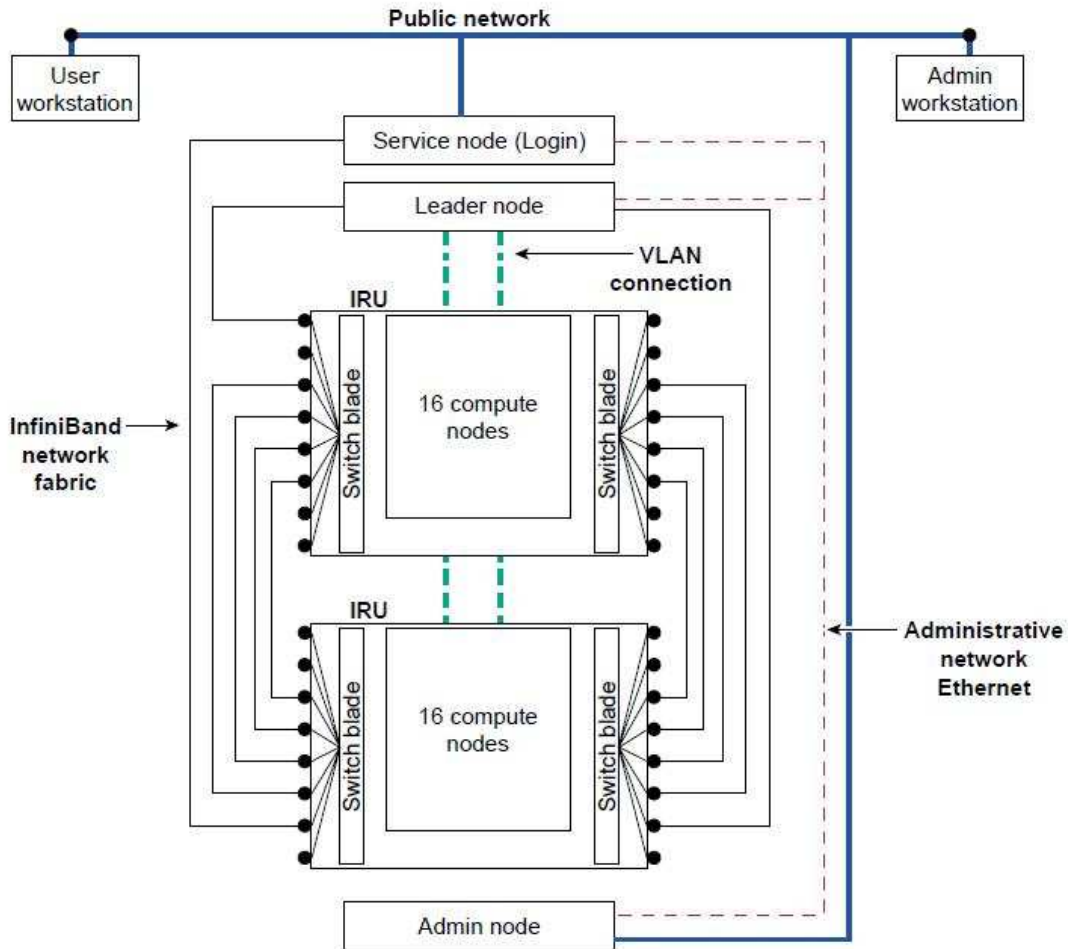 Public network
User
workstation
Admin
workstation
Service node (Login)
Leader node
VLAN
connection
IRU
Switch blade
16 compute
nodes
Switch blade
InfiniBand
network
fabric
IRU
Switch blade
16 compute
nodes
Switch blade
Administrative
network
Ethernet
Admin node